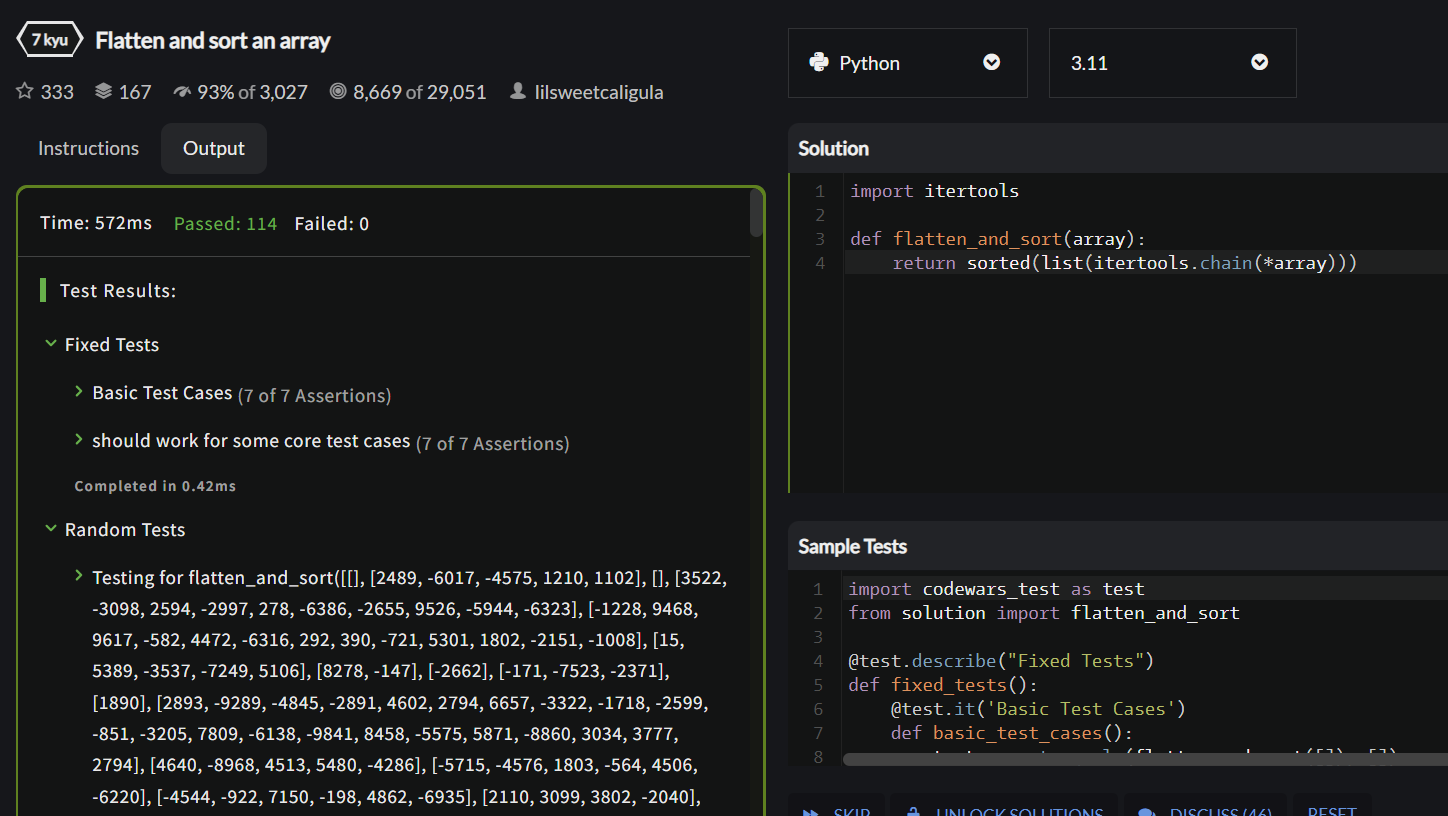 7 kyu Flatten and sort an array
333 167 93% of 3,027 8,669 of 29,051 lilsweetcaligula
Instructions Output
Time: 572ms Passed: 114 Failed: 0
Test Results:
Fixed Tests
Basic Test Cases (7 of 7 Assertions)
should work for some core test cases (7 of 7 Assertions)
Completed in 0.42ms
Random Tests
Testing for flatten_and_sort([[], [2489, -6017, -4575, 1210, 1102], [], [3522,
-3098, 2594, -2997, 278, -6386, -2655, 9526, -5944, -6323], [-1228, 9468,
9617, -582, 4472, -6316, 292, 390, -721, 5301, 1802, -2151, -1008], [15,
5389, -3537, -7249, 5106], [8278, -147], [-2662], [-171, -7523, -2371],
[1890], [2893, -9289, -4845, -2891, 4602, 2794, 6657, -3322, -1718, -2599,
-851, -3205, 7809, -6138, -9841, 8458, -5575, 5871, -8860, 3034, 3777,
2794], [4640, -8968, 4513, 5480, -4286], [-5715, -4576, 1803, -564, 4506,
-6220], [-4544, -922, 7150, -198, 4862, -6935], [2110, 3099, 3802, -2040],
Python 3.11
Solution
1 import itertools
2
3 def flatten_and_sort(array):
4 return sorted(list(itertools.chain(*array)))
Sample Tests
1 import codewars_test as test
2 from solution import flatten_and_sort
3
4 @test.describe("Fixed Tests")
5 def fixed_tests():
6 @test.it('Basic Test Cases')
7 def basic_test_cases():
8
SKIP UNLOCK SOLUTIONS DISCUSS (46) RESET